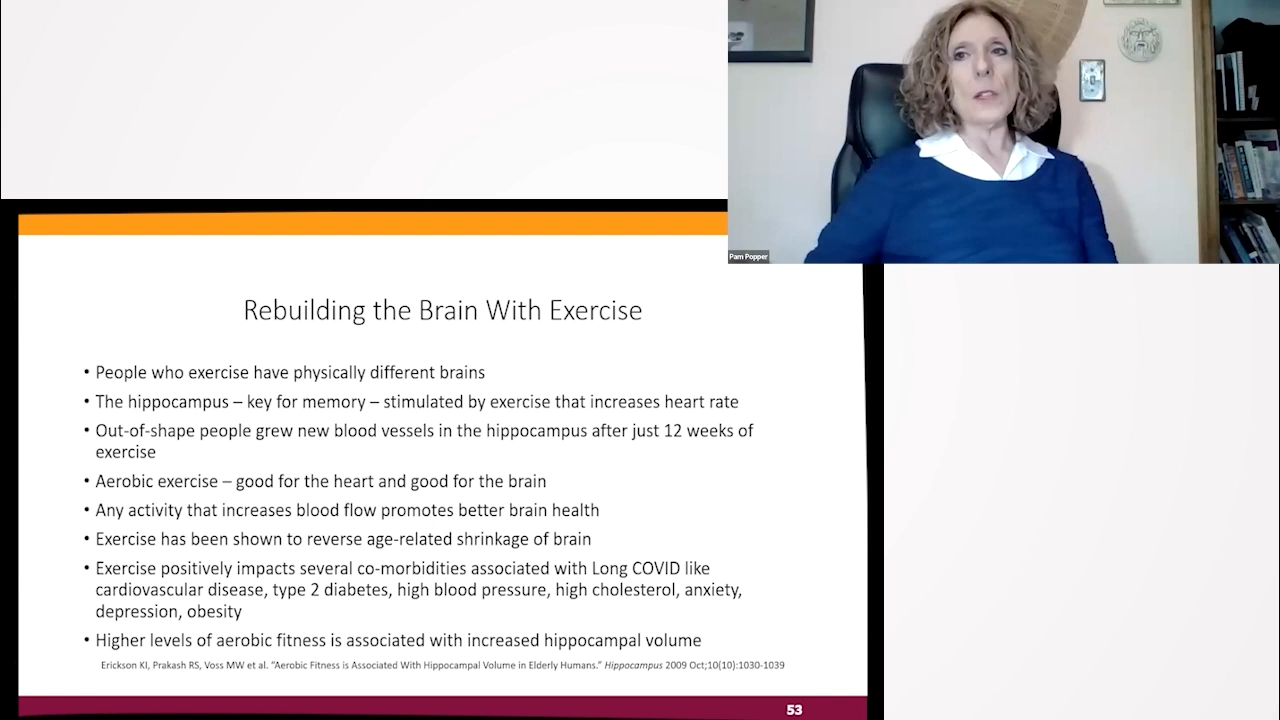 Pam Popper
Rebuilding the Brain With Exercise
• People who exercise have physically different brains
• The hippocampus – key for memory – stimulated by exercise that increases heart rate
• Out-of-shape people grew new blood vessels in the hippocampus after just 12 weeks of
exercise
• Aerobic exercise – good for the heart and good for the brain
• Any activity that increases blood flow promotes better brain health
• Exercise has been shown to reverse age-related shrinkage of brain
• Exercise positively impacts several co-morbidities associated with Long COVID like
cardiovascular disease, type 2 diabetes, high blood pressure, high cholesterol, anxiety,
depression, obesity
• Higher levels of aerobic fitness is associated with increased hippocampal volume
Erickson KI, Prakash RS, Voss MW et al. “Aerobic Fitness is Associated With Hippocampal Volume in Elderly Humans.” Hippocampus 2009 Oct;10(10):1030-1039
53